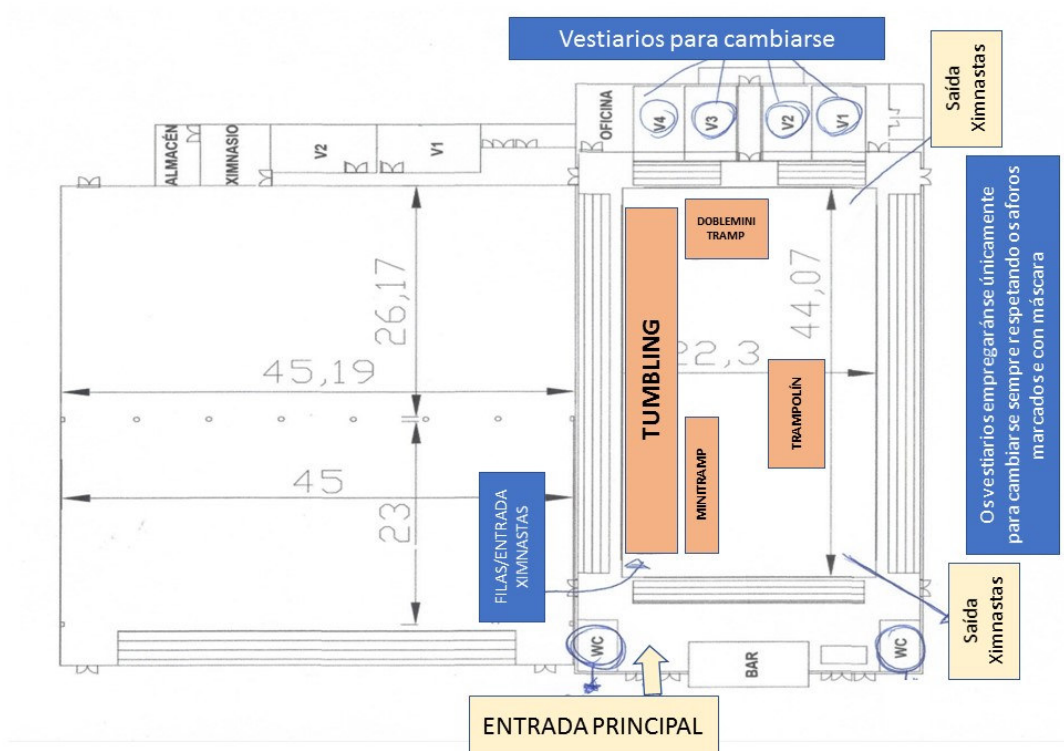 Vestiarios para cambiarse
Saída
Ximnastas
OFICINA
V4
V3
V2
V1
ALMACÉN
XIMNASIO
V2
V1
DOBLEMINI
TRAMP
TUMBLING
26,17
44,07
22,3
45,19
TRAMPOLÍN
MINITRAMP
45
23
FILAS/ENTRADA
XIMNASTAS
Os vestiarios empregaránse únicamente
para cambiarse sempre respetando os aforos
marcados e con máscara
Saída
Ximnastas
WC
BAR
WC
ENTRADA PRINCIPAL